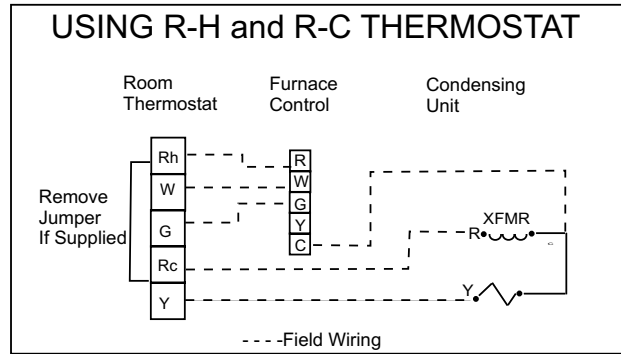 USING R-H and R-C THERMOSTAT
Room
Thermostat
Furnace
Control
Condensing
Unit
Remove
Jumper
If Supplied
Rh
W
G
Rc
Y
R
W
G
Y
C
XFMR
R
Y
----Field Wiring